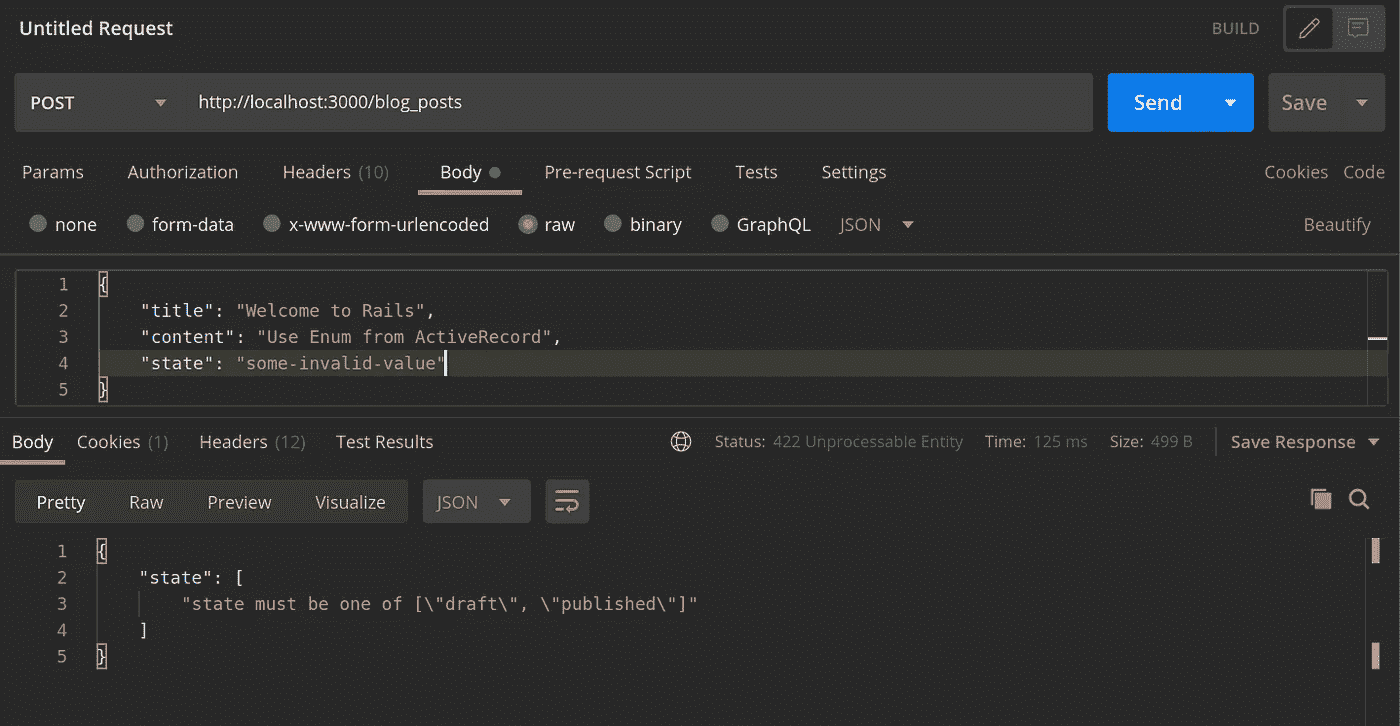 Untitled Request BUILD
POST http://localhost:3000/blog_posts Send Save
Params Authorization Headers (10) Body Pre-request Script Tests Settings Cookies Code
none form-data x-www-form-urlencoded raw binary GraphQL JSON Beautify
1 {
2 "title": "Welcome to Rails",
3 "content": "Use Enum from ActiveRecord",
4 "state": "some-invalid-value"
5 }
Body Cookies (1) Headers (12) Test Results Status: 422 Unprocessable Entity Time: 125 ms Size: 499 B Save Response
Pretty Raw Preview Visualize JSON
1 {
2 "state": [
3 "state must be one of [\"draft\", \"published\"]"
4 ]
5 }